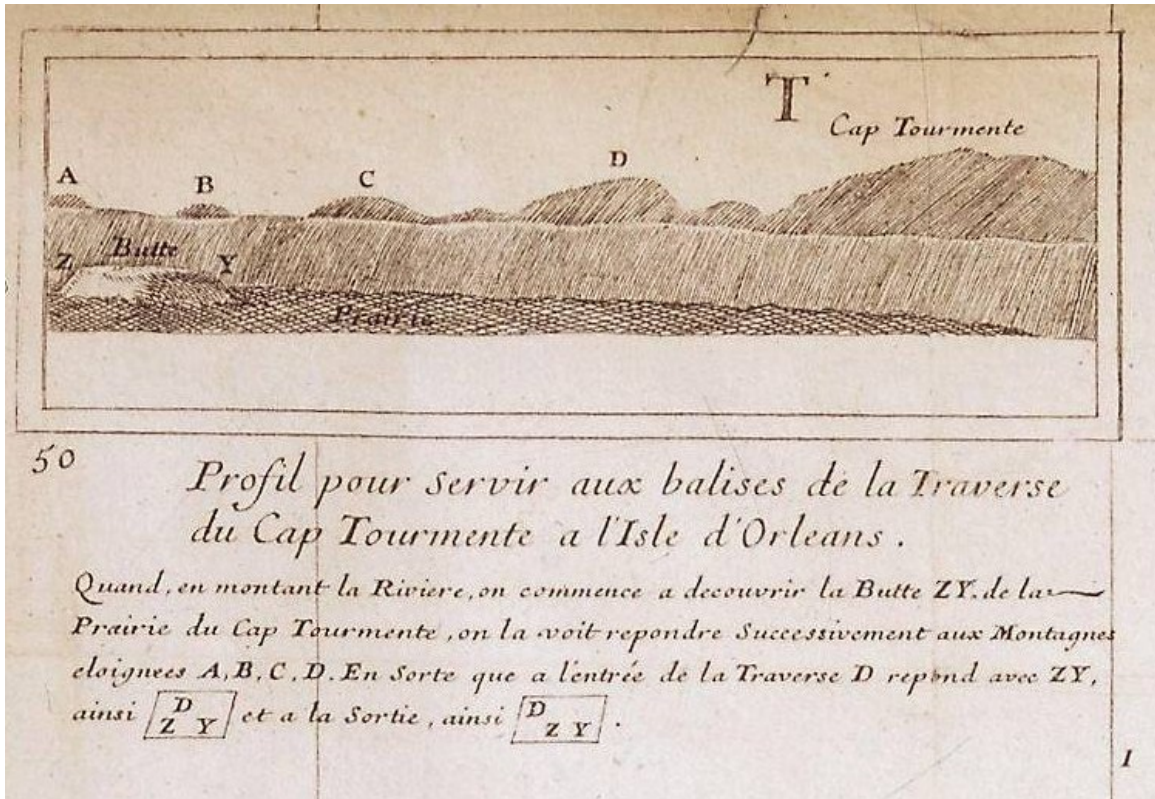 T
Cap Tourmente
A B C D
Z Butte Y
Prairie
50
Profil pour servir aux balises de la Traverse
du Cap Tourmente a l'Isle d'Orleans.
Quand, en montant la Riviere, on commence a decouvrir la Butte ZY. de la
Prairie du Cap Tourmente, on la voit repondre Successivement aux Montagnes
eloignées A, B, C, D. En Sorte que a l'entrée de la Traverse D repond avec ZY,
ainsi D Z Y et a la Sortie, ainsi D Z Y.
I